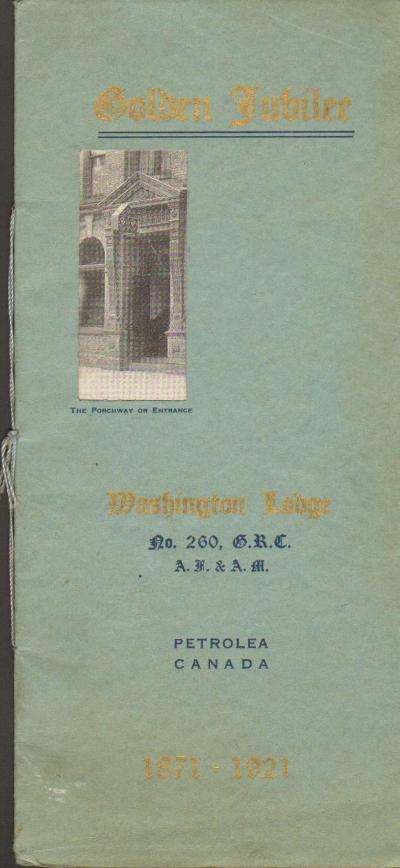 Golden Jubilee
THE PORCHWAY OR ENTRANCE
Washington Lodge
No. 260, G.R.C.
A. F. & A. M.
PETROLEA
CANADA
1871 - 1921